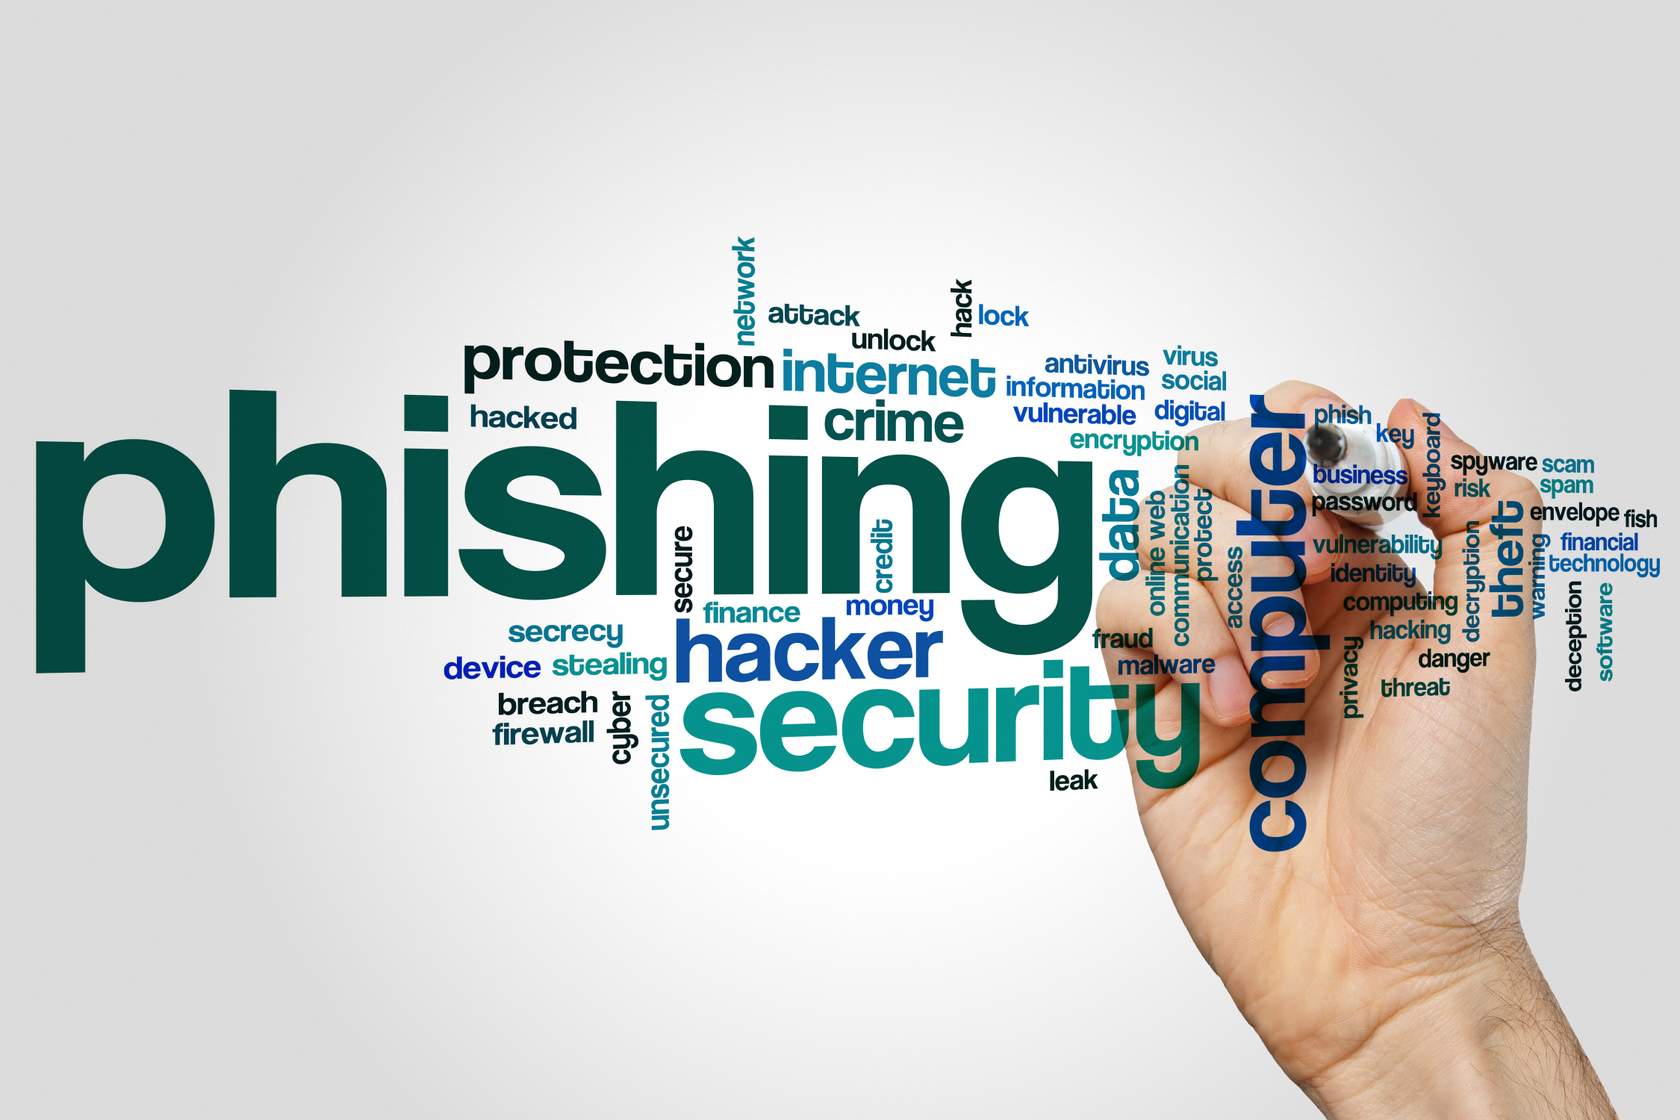 network
attack
hack
lock
unlock
protection
internet
antivirus
virus
information
social
hacked
crime
vulnerable
digital
encryption
phishing
computer
phish
key
keyboard
business
password
spyware
scam
risk
spam
data
online web
communication
protect
access
theft
envelope
fish
secure
credit
vulnerability
identity
decryption
warning
financial
technology
finance
money
computing
hacking
deception
software
secrecy
hacker
fraud
device
stealing
malware
privacy
danger
threat
breach
firewall
cyber
unsecured
security
leak